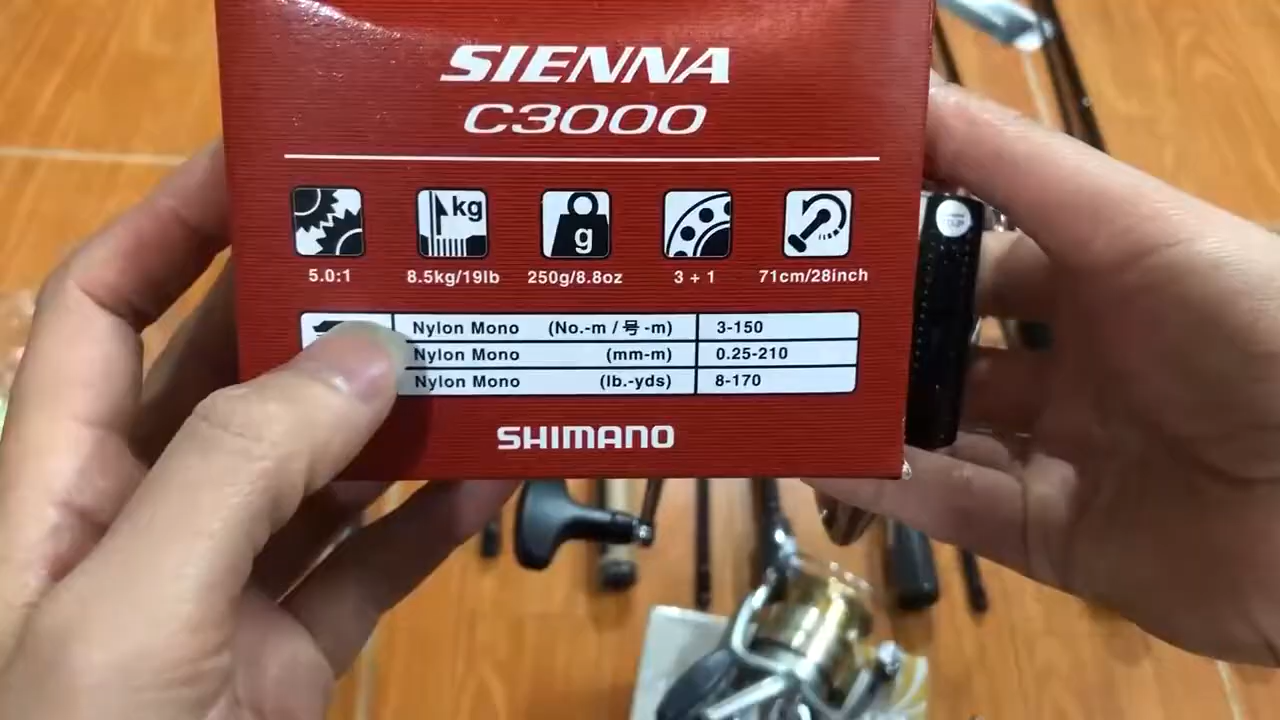 SIENNA
C3000
kg
g
5.0:1 8.5kg/19lb 250g/8.8oz 3 + 1 71cm/28inch
Nylon Mono (No.-m / 号 -m) 3-150
Nylon Mono (mm-m) 0.25-210
Nylon Mono (lb.-yds) 8-170
SHIMANO